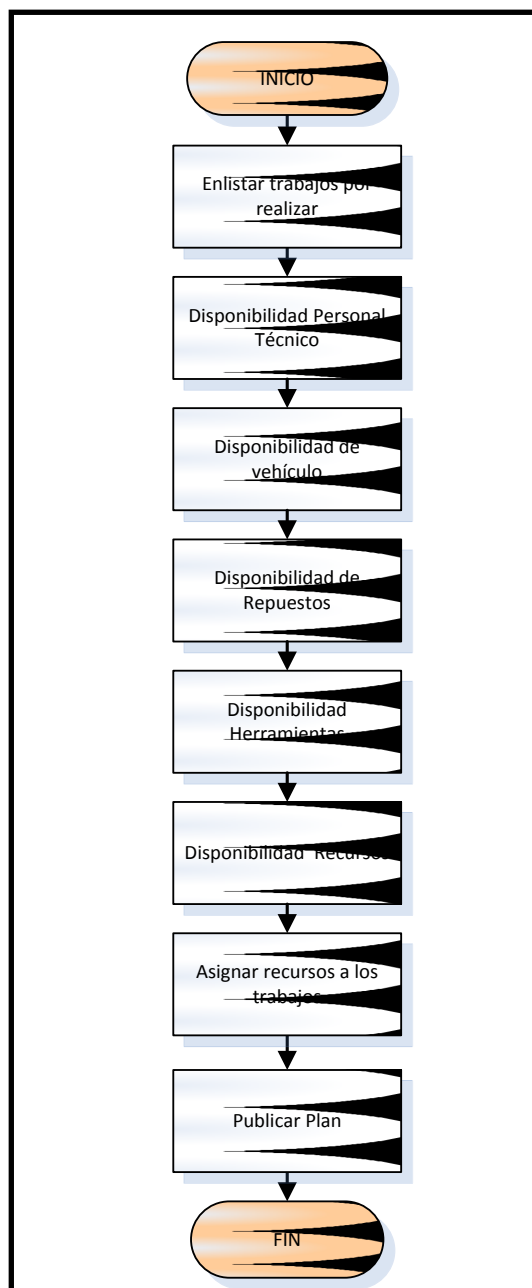 INICIO
Enlistar trabajos por
realizar
Disponibilidad Personal
Técnico
Disponibilidad de
vehículo
Disponibilidad de
Repuestos
Disponibilidad
Herramientas
Disponibilidad Recursos
Asignar recursos a los
trabajos
Publicar Plan
FIN